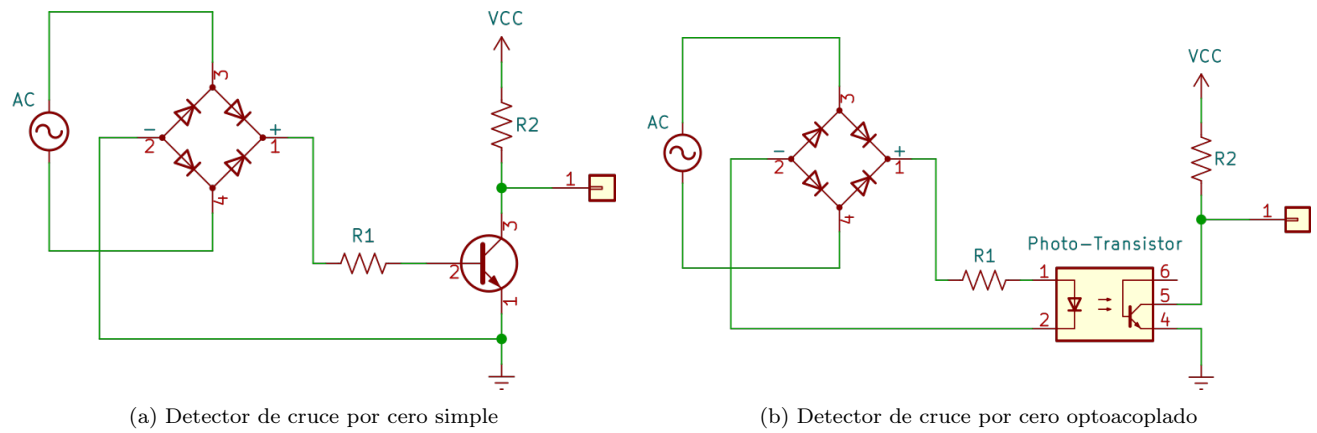 VCC
AC
3
−
2
+
1
4
R2
1
R1
3
2
1
(a) Detector de cruce por cero simple
VCC
AC
3
−
2
+
1
4
R2
1
Photo−Transistor
R1
1
2
6
5
4
(b) Detector de cruce por cero optoacoplado